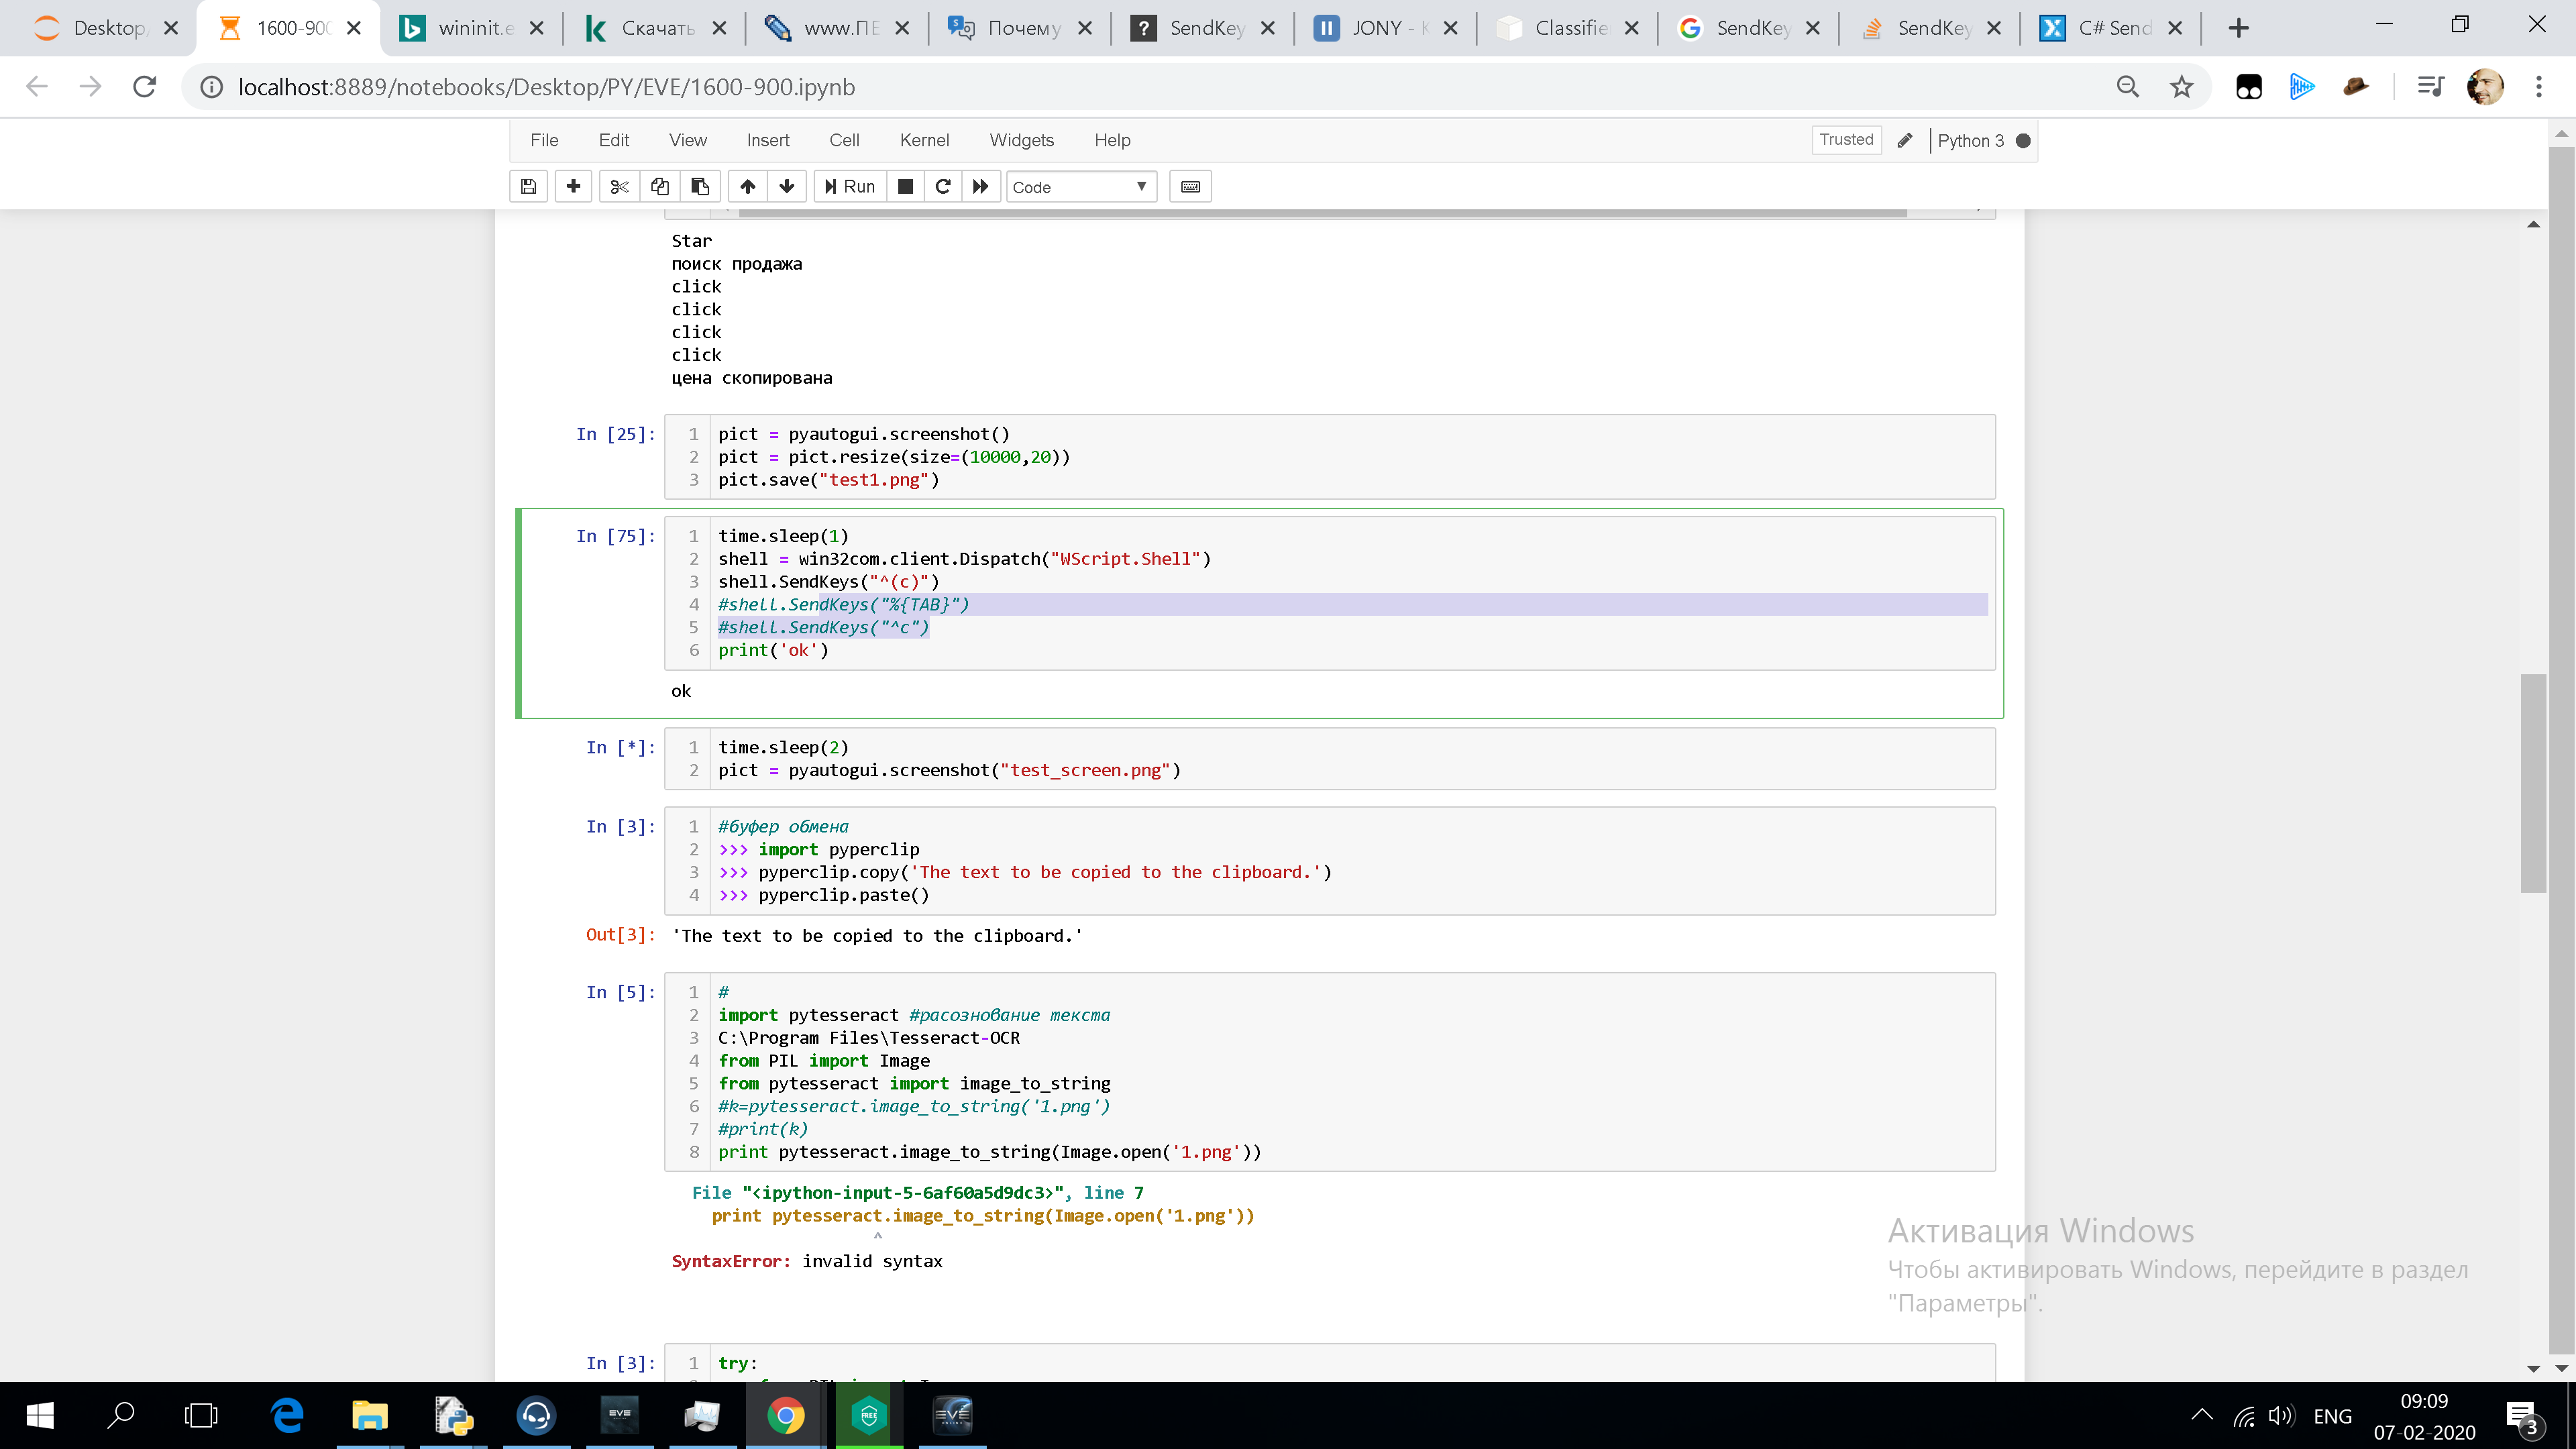 Desktop/
1600-900
wininit.e
Скачать
www.ПЕ
Почему
SendKey
JONY - К
Classifie
SendKey
SendKey
C# Send
localhost:8889/notebooks/Desktop/PY/EVE/1600-900.ipynb
File Edit View Insert Cell Kernel Widgets Help
Trusted
Python 3
Run
Code
Star
поиск продажа
click
click
click
click
цена скопирована
In [25]:
1 pict = pyautogui.screenshot()
2 pict = pict.resize(size=(10000,20))
3 pict.save("test1.png")
In [75]:
1 time.sleep(1)
2 shell = win32com.client.Dispatch("WScript.Shell")
3 shell.SendKeys("^(c)")
4 #shell.SendKeys("%{TAB}")
5 #shell.SendKeys("^c")
6 print('ok')
ok
In [*]:
1 time.sleep(2)
2 pict = pyautogui.screenshot("test_screen.png")
In [3]:
1 #буфер обмена
2 >>> import pyperclip
3 >>> pyperclip.copy('The text to be copied to the clipboard.')
4 >>> pyperclip.paste()
Out[3]: 'The text to be copied to the clipboard.'
In [5]:
1 #
2 import pytesseract #расознование текста
3 C:\Program Files\Tesseract-OCR
4 from PIL import Image
5 from pytesseract import image_to_string
6 #k=pytesseract.image_to_string('1.png')
7 #print(k)
8 print pytesseract.image_to_string(Image.open('1.png'))
File "<ipython-input-5-6af60a5d9dc3>", line 7
print pytesseract.image_to_string(Image.open('1.png'))
^
SyntaxError: invalid syntax
Активация Windows
Чтобы активировать Windows, перейдите в раздел
"Параметры".
In [3]:
1 try:
FREE
EVE
EVE
ENG
09:09
07-02-2020
3